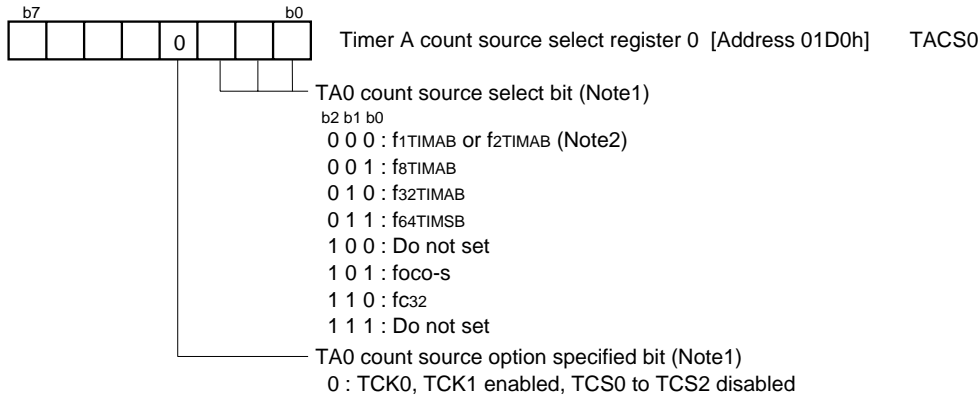 b7 b0
0
Timer A count source select register 0 [Address 01D0h] TACS0
TA0 count source select bit (Note1)
b2 b1 b0
0 0 0 : f1TIMAB or f2TIMAB (Note2)
0 0 1 : f8TIMAB
0 1 0 : f32TIMAB
0 1 1 : f64TIMSB
1 0 0 : Do not set
1 0 1 : foco-s
1 1 0 : fc32
1 1 1 : Do not set
TA0 count source option specified bit (Note1)
0 : TCK0, TCK1 enabled, TCS0 to TCS2 disabled